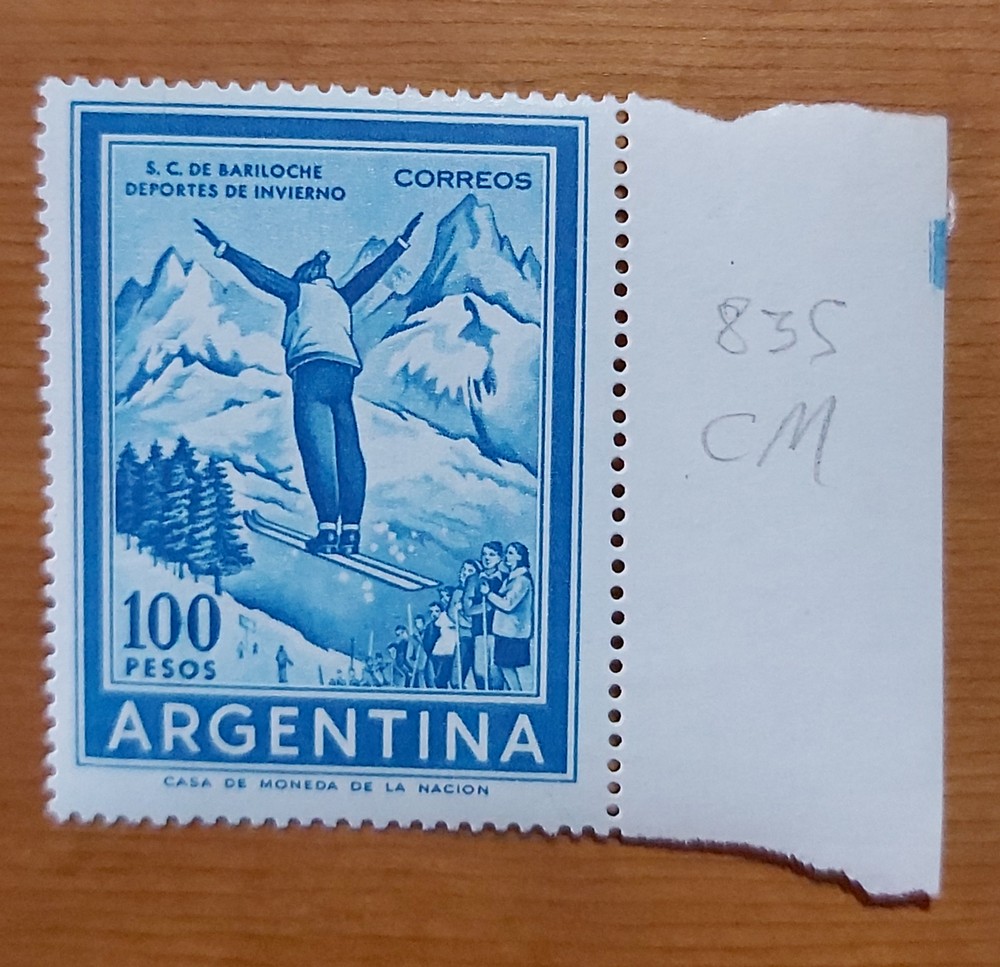 S. C. DE BARILOCHE
DEPORTES DE INVIERNO
CORREOS
100
PESOS
ARGENTINA
CASA DE MONEDA DE LA NACION
835
CM